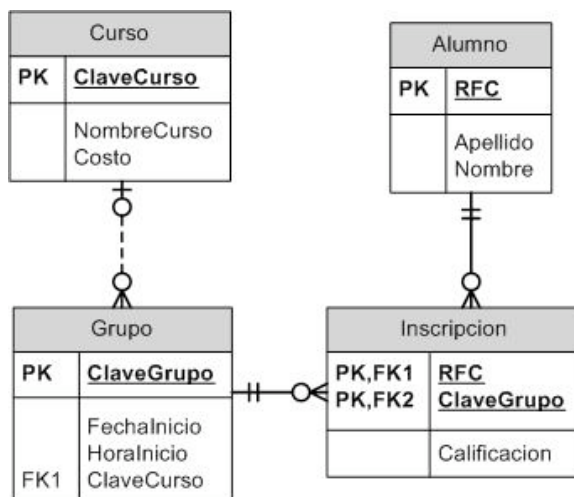 Curso
PK ClaveCurso
NombreCurso
Costo
Alumno
PK RFC
Apellido
Nombre
Grupo
PK ClaveGrupo
FechaInicio
HoraInicio
FK1 ClaveCurso
Inscripcion
PK,FK1 RFC
PK,FK2 ClaveGrupo
Calificacion